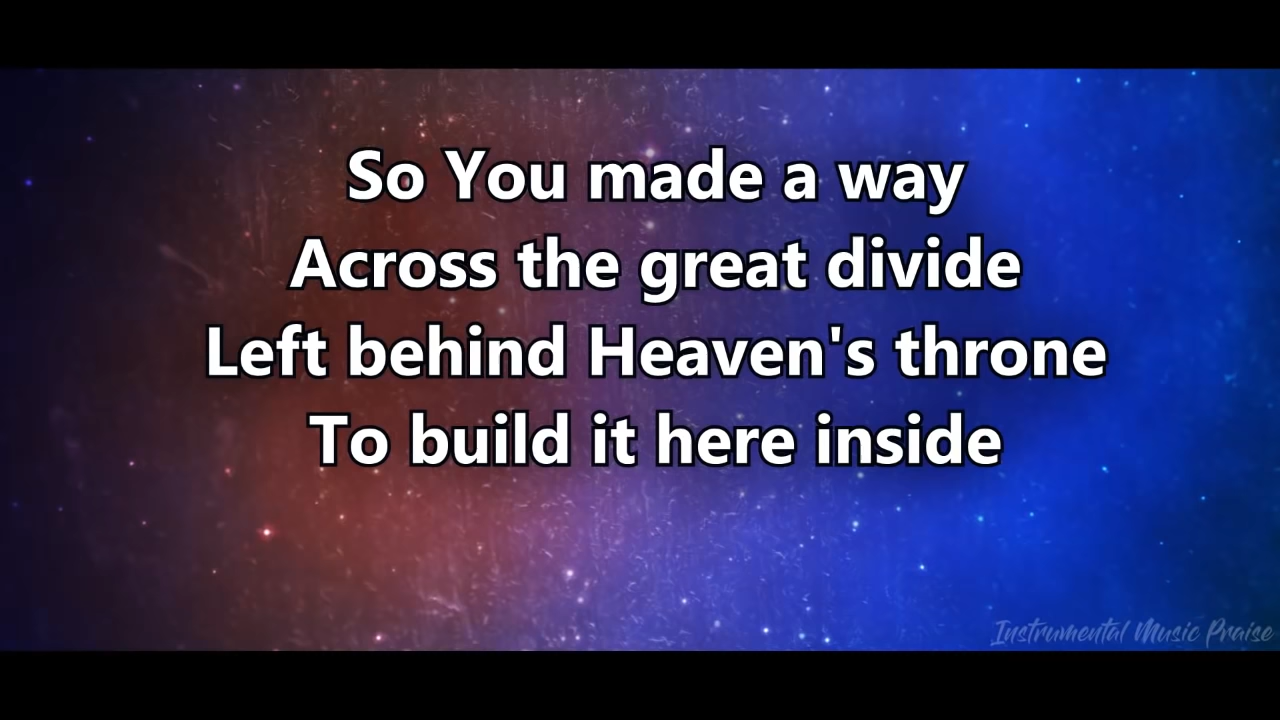 So You made a way
Across the great divide
Left behind Heaven's throne
To build it here inside
Instrumental Music Praise